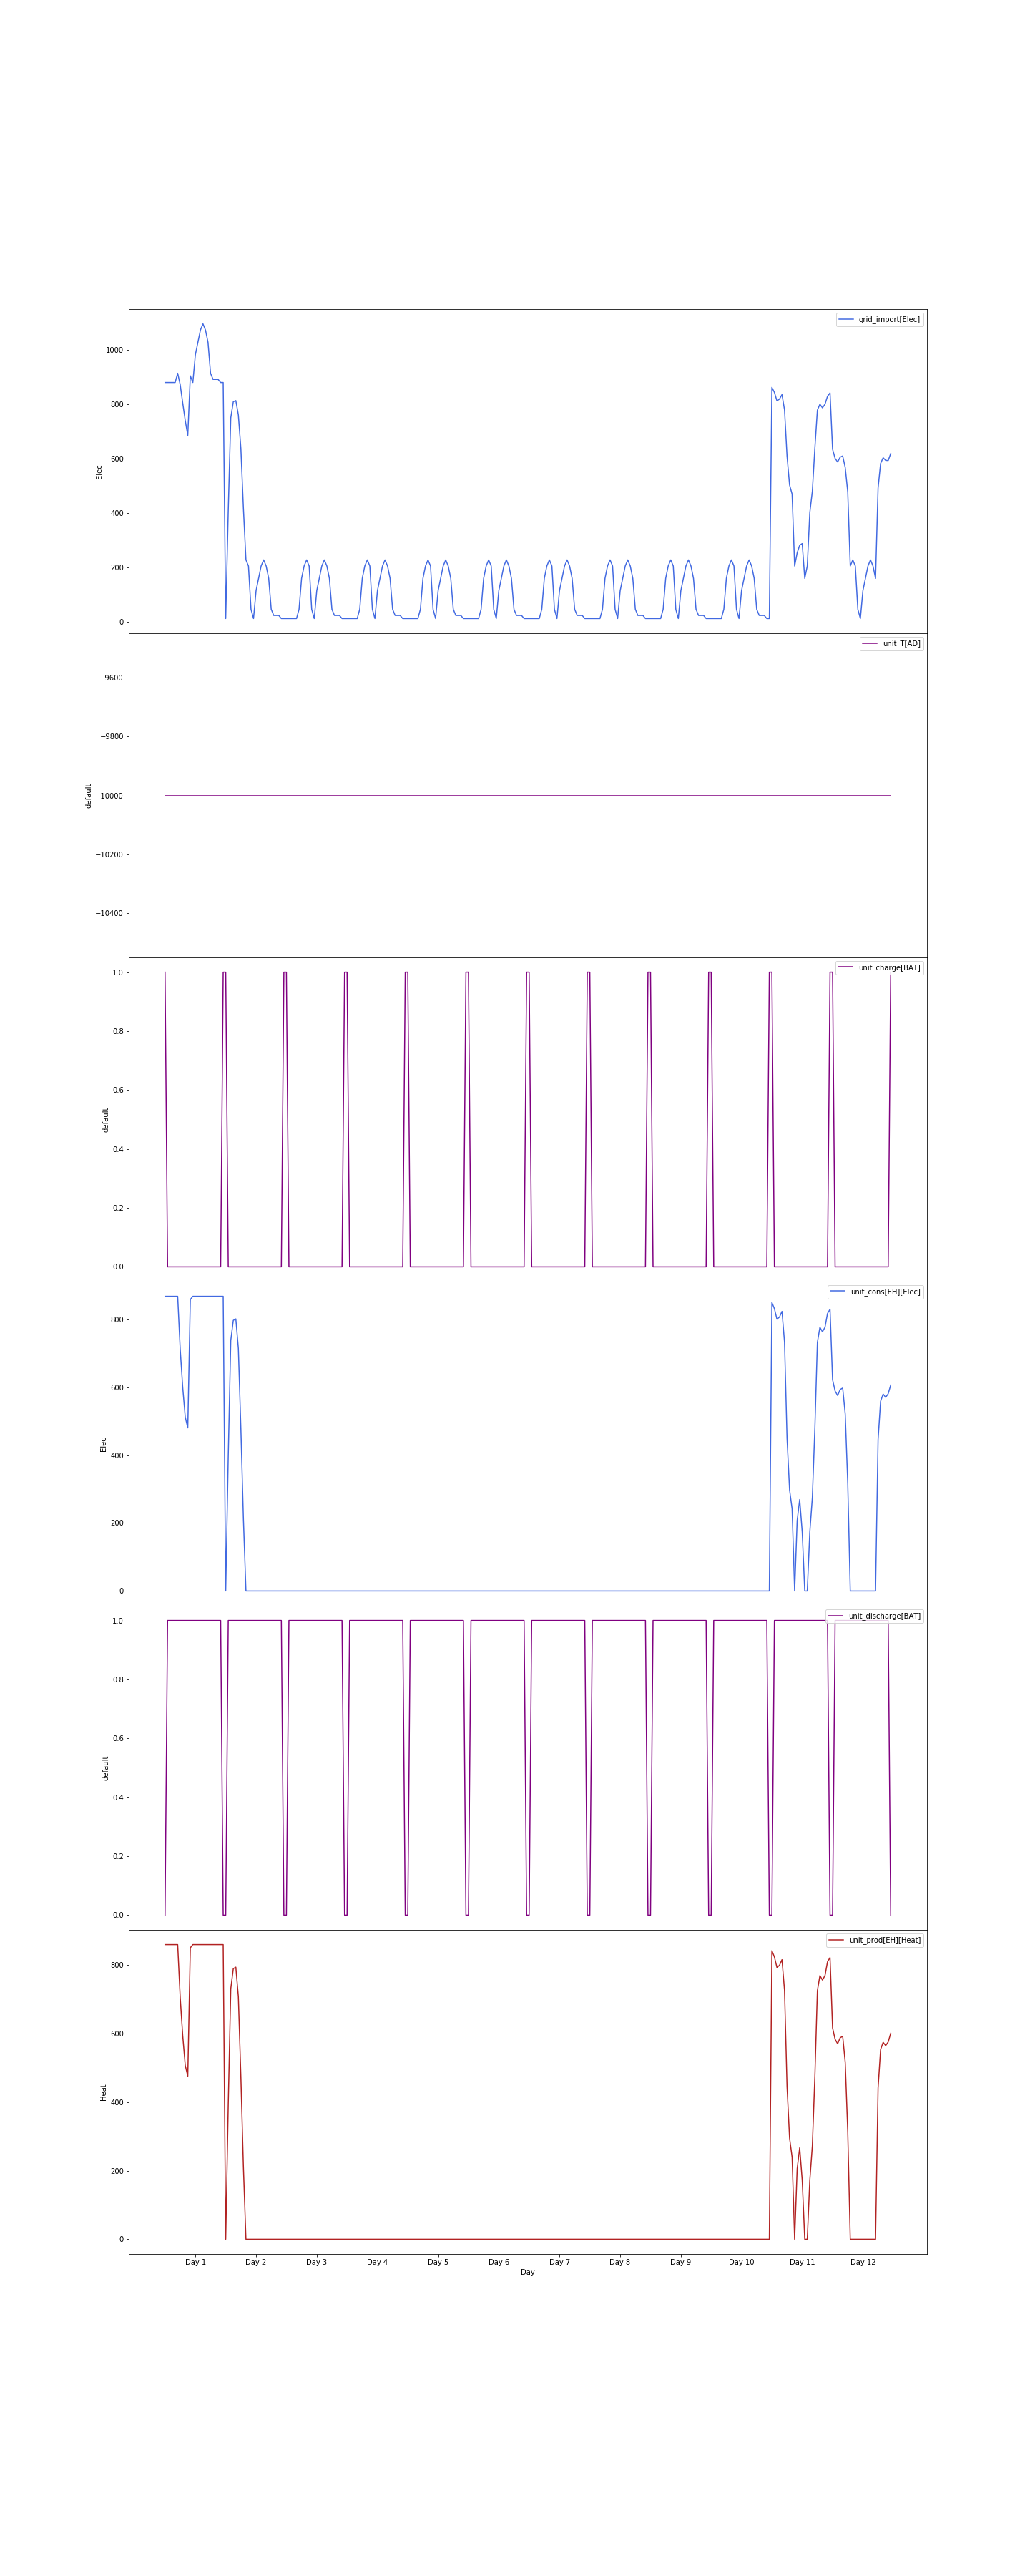 grid_import[Elec]
1000
800
600
400
200
0
Elec
unit_T[AD]
−9600
−9800
−10000
−10200
−10400
default
unit_charge[BAT]
1.0
0.8
0.6
0.4
0.2
0.0
default
unit_cons[EH][Elec]
800
600
400
200
0
Elec
unit_discharge[BAT]
1.0
0.8
0.6
0.4
0.2
0.0
default
unit_prod[EH][Heat]
800
600
400
200
0
Heat
Day 1 Day 2 Day 3 Day 4 Day 5 Day 6 Day 7 Day 8 Day 9 Day 10 Day 11 Day 12
Day